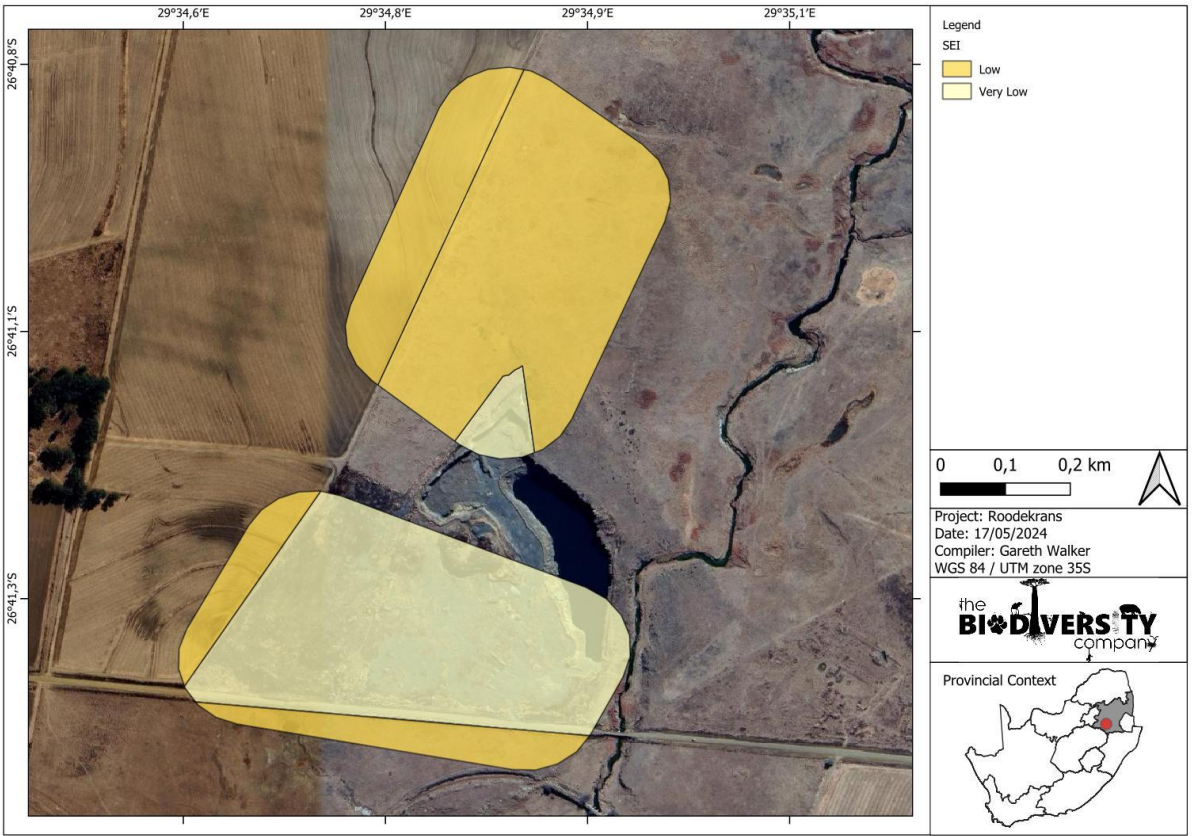 29°34,6'E 29°34,8'E 29°34,9'E 29°35,1'E
26°40,8'S
26°41,1'S
26°41,3'S
Legend
SEI
Low
Very Low
0 0,1 0,2 km
Project: Roodekrans
Date: 17/05/2024
Compiler: Gareth Walker
WGS 84 / UTM zone 35S
the
BIODIVERSITY
company
Provincial Context